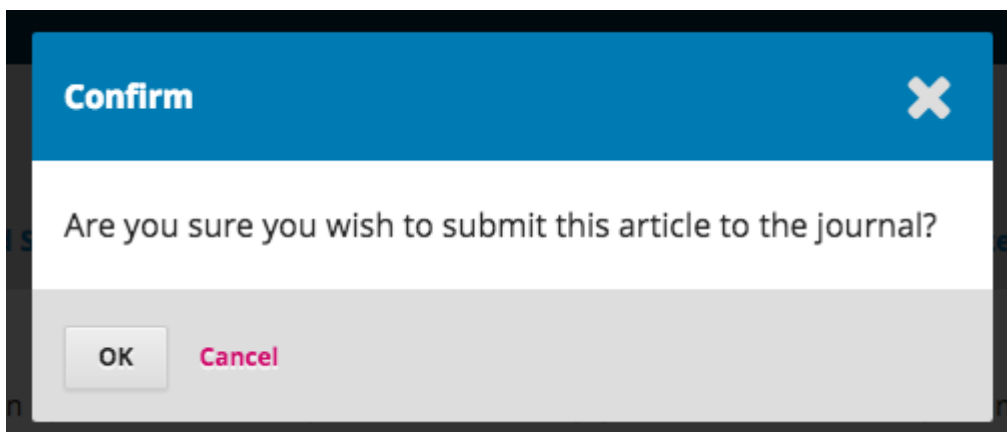 Confirm
Are you sure you wish to submit this article to the journal?
OK Cancel